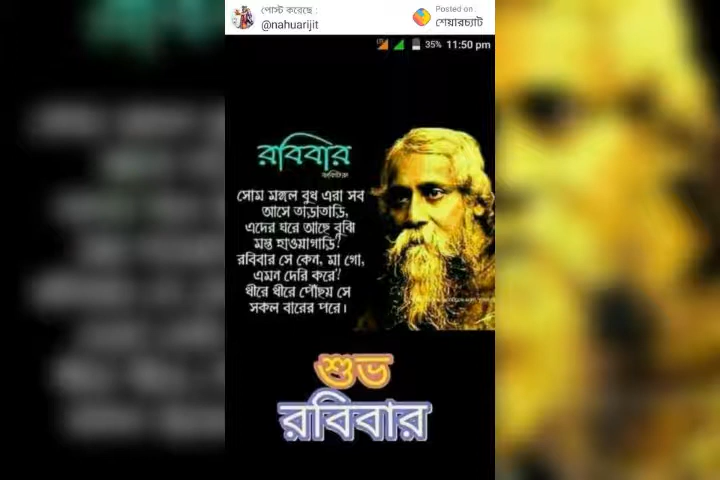 পোস্ট করেছে :
@nahuarijit
Posted on :
শেয়ারচ্যাট
35% 11:50 pm
রবিবার
সোম মঙ্গল বুধ এরা সব
আসে তাড়াতাড়ি,
এদের ঘরে আছে বুঝি
মস্ত হাওয়াগাড়ি?
রবিবার সে কেন, মা গো,
এমন দেরি করে?
ধীরে ধীরে পৌঁছয় সে
সকল বারের পরে।
শুভ
রবিবার